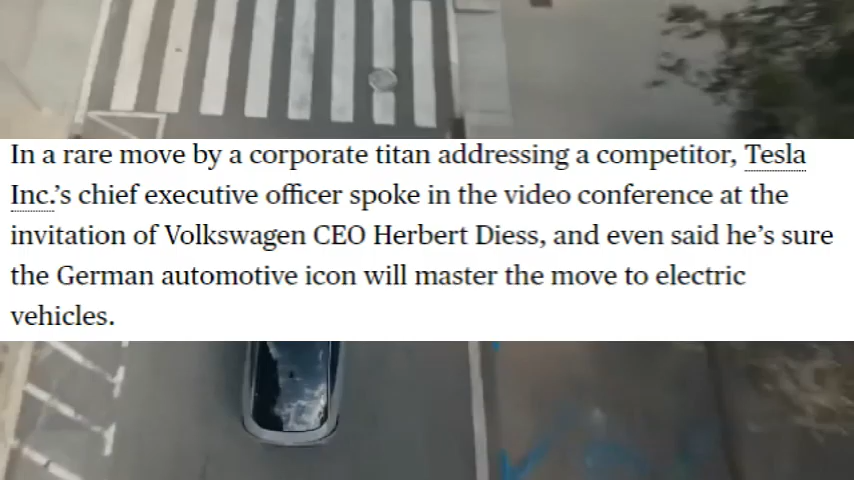 In a rare move by a corporate titan addressing a competitor, Tesla
Inc.’s chief executive officer spoke in the video conference at the
invitation of Volkswagen CEO Herbert Diess, and even said he’s sure
the German automotive icon will master the move to electric
vehicles.